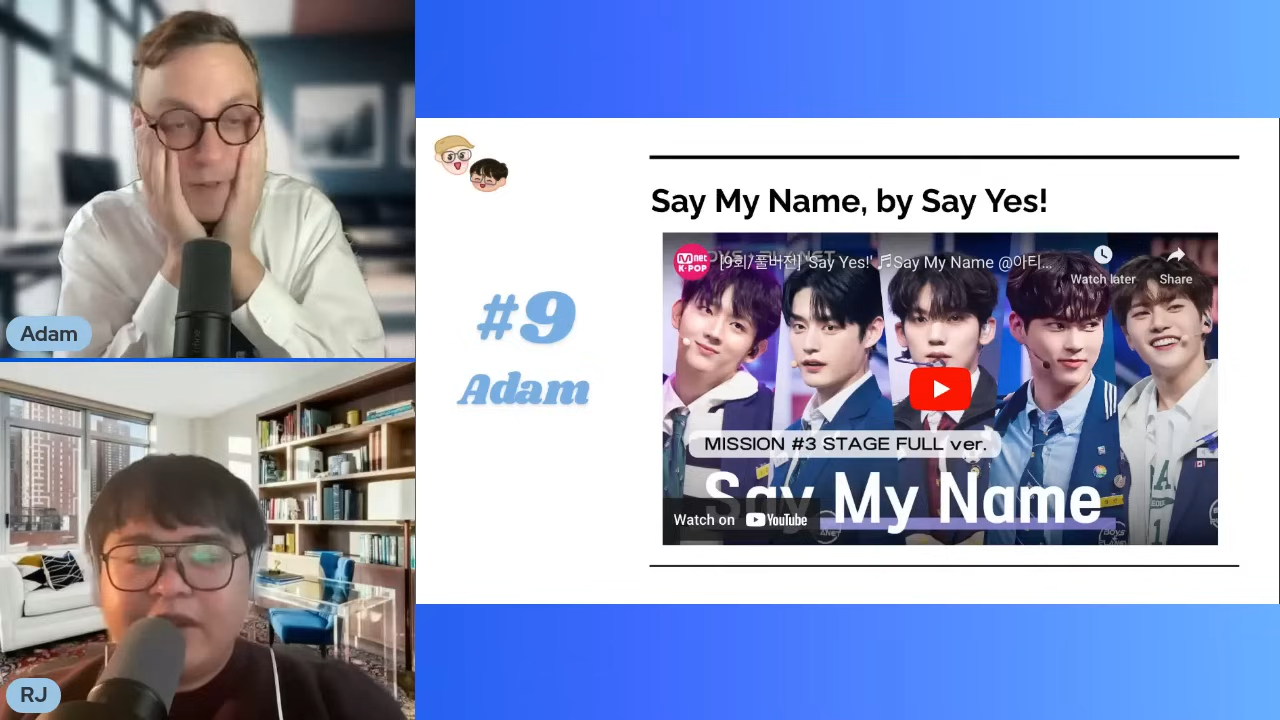 Adam
RJ
#9
Adam
Say My Name, by Say Yes!
Mnet
K-POP
[9회/풀버전] 'Say Yes!' ♬Say My Name @아티...
Watch later
Share
MISSION #3 STAGE FULL ver.
Say My Name
Watch on YouTube